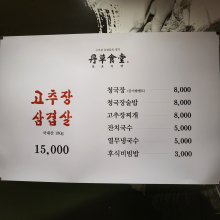 丹草食堂
고추장
삼겹살
180g
15,000
청국장 8,000
청국장술밥 8,000
고추장찌개 8,000
잔치국수 5,000
열무냉국수 5,000
후식비빔밥 3,000